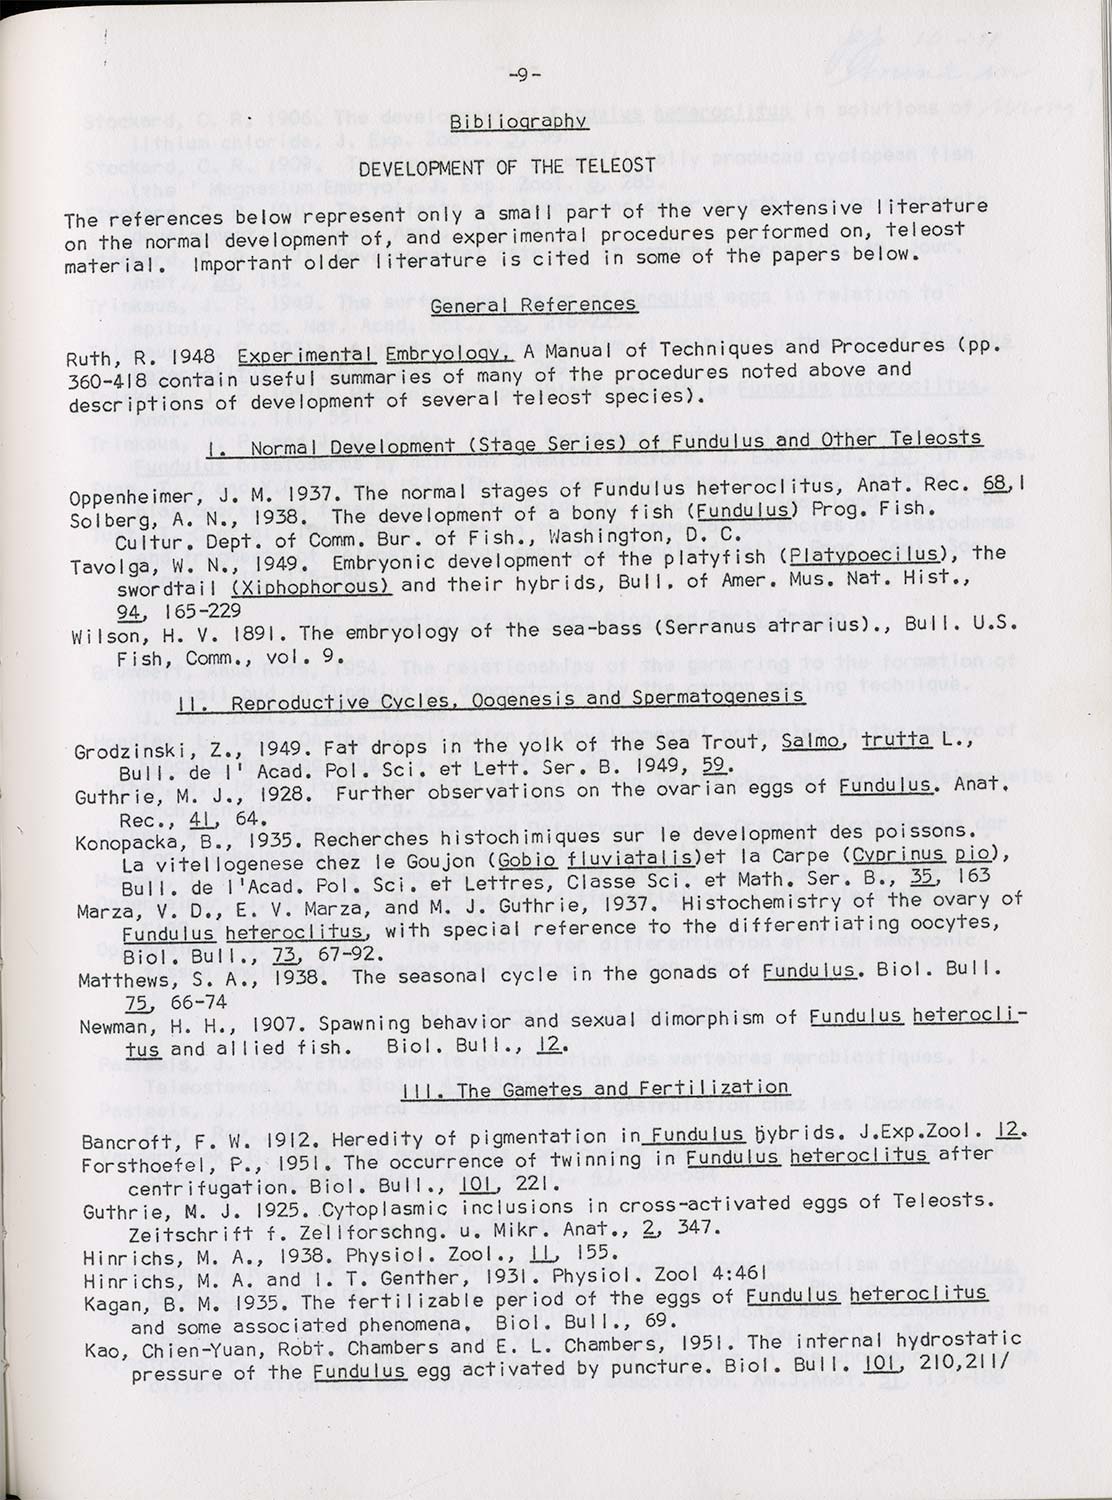 -9-
Bibliography
DEVELOPMENT OF THE TELEOST
The references below represent only a small part of the very extensive literature
on the normal development of, and experimental procedures performed on, teleost
material. Important older literature is cited in some of the papers below.
General References
Ruth, R. 1948 Experimental Embryology, A Manual of Techniques and Procedures (pp.
360-418 contain useful summaries of many of the procedures noted above and
descriptions of development of several teleost species).
I. Normal Development (Stage Series) of Fundulus and Other Teleosts
Oppenheimer, J. M. 1937. The normal stages of Fundulus heteroclitus, Anat. Rec. 68, 1
Solberg, A. N., 1938. The development of a bony fish (Fundulus) Prog. Fish.
Cultur. Dept. of Comm. Bur. of Fish., Washington, D. C.
Tavolga, W. N., 1949. Embryonic development of the platyfish (Platypoecilus), the
swordtail (Xiphophorous) and their hybrids, Bull. of Amer. Mus. Nat. Hist.,
94, 165-229
Wilson, H. V. 1891. The embryology of the sea-bass (Serranus atrarius)., Bull. U.S.
Fish, Comm., vol. 9.
II. Reproductive Cycles, Oogenesis and Spermatogenesis
Grodzinski, Z., 1949. Fat drops in the yolk of the Sea Trout, Salmo, trutta L.,
Bull. de l' Acad. Pol. Sci. et Lett. Ser. B. 1949, 59.
Guthrie, M. J., 1928. Further observations on the ovarian eggs of Fundulus. Anat.
Rec., 41, 64.
Konopacka, B., 1935. Recherches histochimiques sur le development des poissons.
La vitellogenese chez le Goujon (Gobio fluviatalis)et la Carpe (Cyprinus pio),
Bull. de l'Acad. Pol. Sci. et Lettres, Classe Sci. et Math. Ser. B., 35, 163
Marza, V. D., E. V. Marza, and M. J. Guthrie, 1937. Histochemistry of the ovary of
Fundulus heteroclitus, with special reference to the differentiating oocytes,
Biol. Bull., 73, 67-92.
Matthews, S. A., 1938. The seasonal cycle in the gonads of Fundulus. Biol. Bull.
75, 66-74
Newman, H. H., 1907. Spawning behavior and sexual dimorphism of Fundulus heterocli-
tus and allied fish. Biol. Bull., 12.
III. The Gametes and Fertilization
Bancroft, F. W. 1912. Heredity of pigmentation in Fundulus hybrids. J.Exp.Zool. 12.
Forsthoefel, P., 1951. The occurrence of twinning in Fundulus heteroclitus after
centrifugation. Biol. Bull., 101, 221.
Guthrie, M. J. 1925. Cytoplasmic inclusions in cross-activated eggs of Teleosts.
Zeitschrift f. Zellforschng. u. Mikr. Anat., 2, 347.
Hinrichs, M. A., 1938. Physiol. Zool., 11, 155.
Hinrichs, M. A. and I. T. Genther, 1931. Physiol. Zool 4:461
Kagan, B. M. 1935. The fertilizable period of the eggs of Fundulus heteroclitus
and some associated phenomena. Biol. Bull., 69.
Kao, Chien-Yuan, Robt. Chambers and E. L. Chambers, 1951. The internal hydrostatic
pressure of the Fundulus egg activated by puncture. Biol. Bull. 101, 210,211/